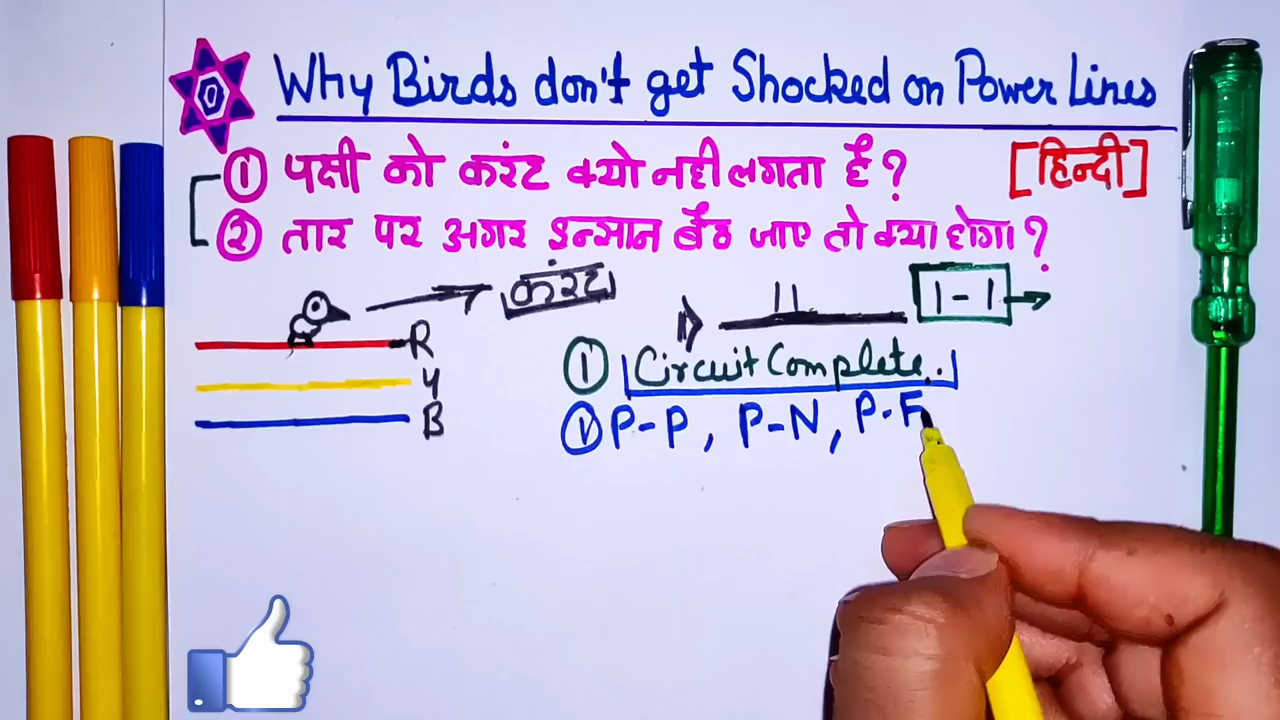 Why Birds don't get Shocked on Power Lines
① पक्षी को करंट क्यो नही लगता है?
[हिन्दी]
② तार पर अगर इन्सान बैठ जाए तो क्या होगा?
करंट
1-1
R
Y
B
① Circuit Complete..
P-P, P-N, P-E